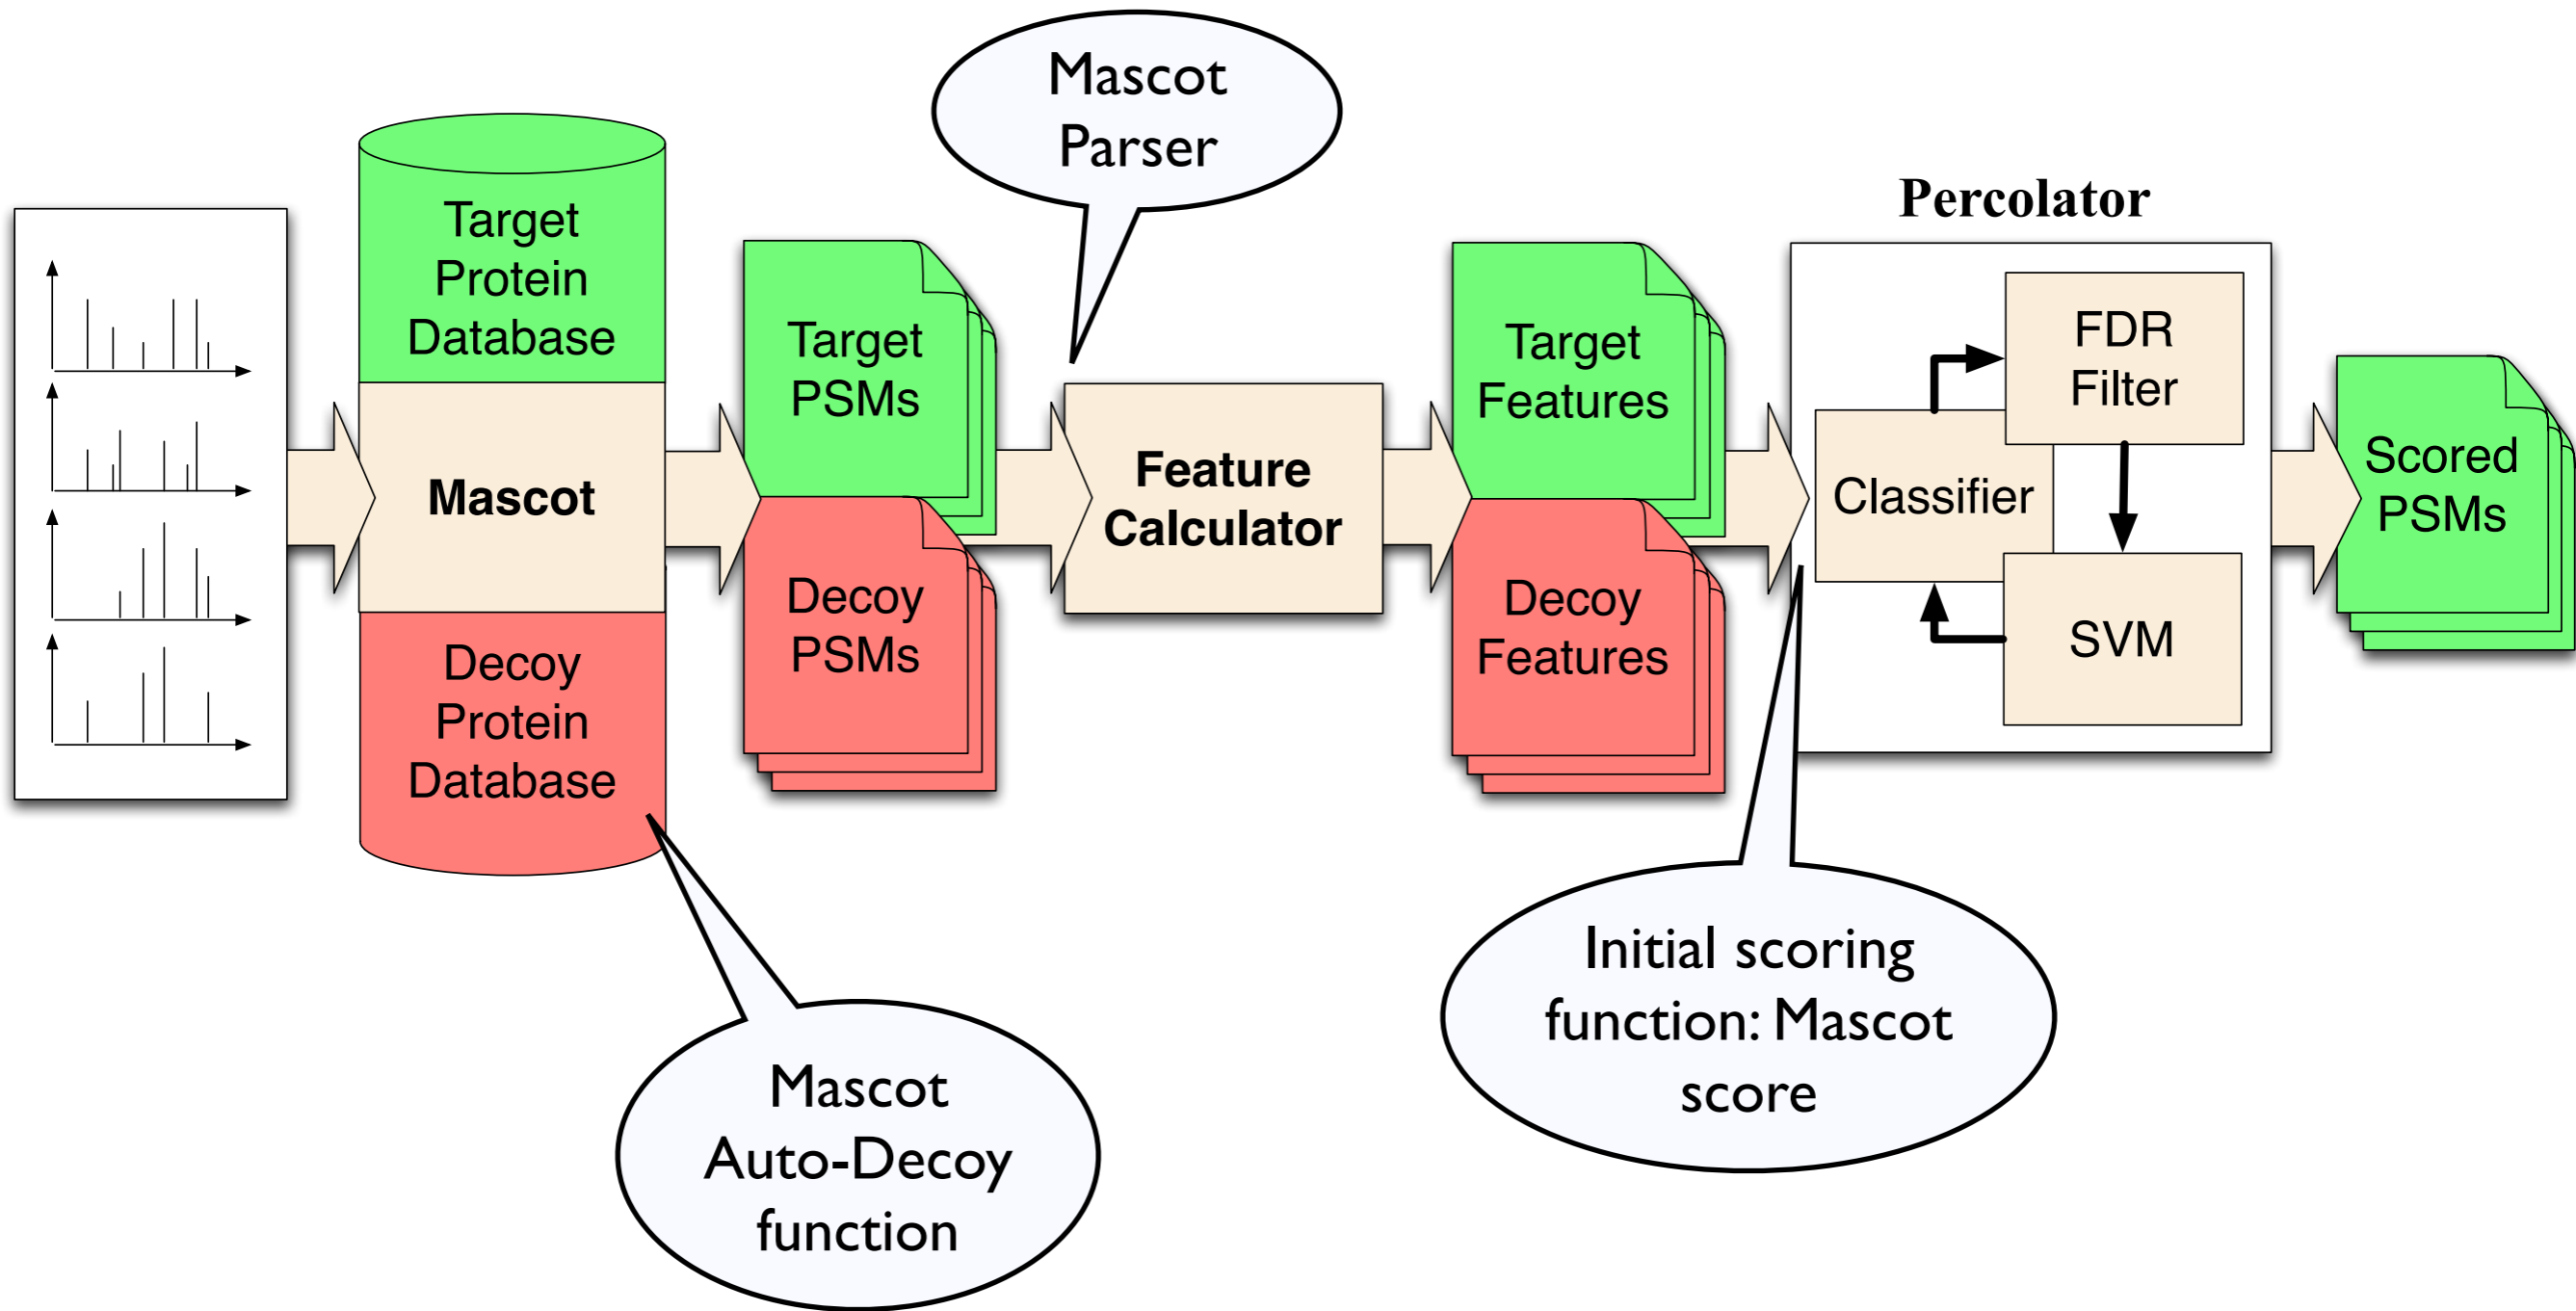 Mascot
Parser
Percolator
Target
Protein
Database
Mascot
Decoy
Protein
Database
Target
PSMs
Decoy
PSMs
Feature
Calculator
Target
Features
Decoy
Features
FDR
Filter
Classifier
SVM
Scored
PSMs
Mascot
Auto-Decoy
function
Initial scoring
function: Mascot
score